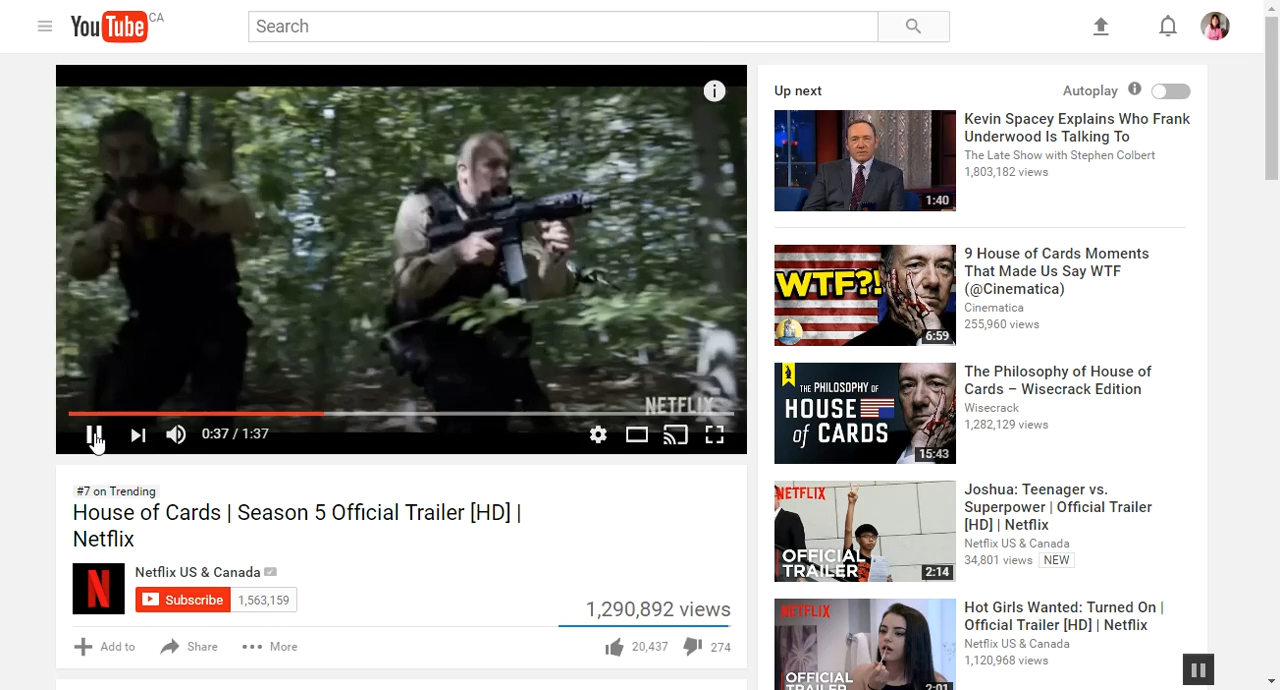 YouTube CA
Search
NETFLIX
0:37 / 1:37
#7 on Trending
House of Cards | Season 5 Official Trailer [HD] |
Netflix
N
Netflix US & Canada
Subscribe 1,563,159
1,290,892 views
Add to
Share
More
20,437
274
Up next
Autoplay
1:40
Kevin Spacey Explains Who Frank
Underwood Is Talking To
The Late Show with Stephen Colbert
1,803,182 views
WTF?!
6:59
9 House of Cards Moments
That Made Us Say WTF
(@Cinematica)
Cinematica
255,960 views
THE PHILOSOPHY OF
HOUSE
of CARDS
15:43
The Philosophy of House of
Cards – Wisecrack Edition
Wisecrack
1,282,129 views
NETFLIX
OFFICIAL
TRAILER
2:14
Joshua: Teenager vs.
Superpower | Official Trailer
[HD] | Netflix
Netflix US & Canada
34,801 views NEW
NETFLIX
OFFICIAL
TRAILER
2:01
Hot Girls Wanted: Turned On |
Official Trailer [HD] | Netflix
Netflix US & Canada
1,120,968 views